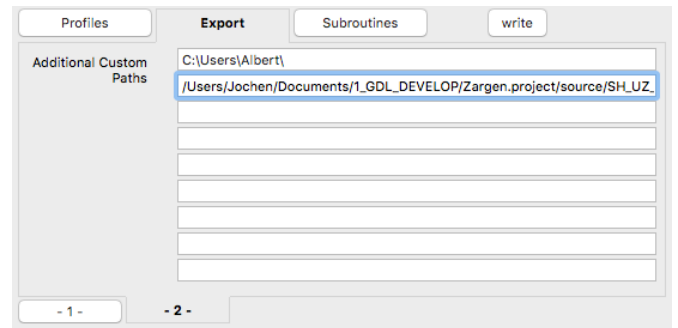 Profiles Export Subroutines write
Additional Custom Paths
C:\Users\Albert\
/Users/Jochen/Documents/1_GDL_DEVELOP/Zargen.project/source/SH_UZ_
- 1 - - 2 -